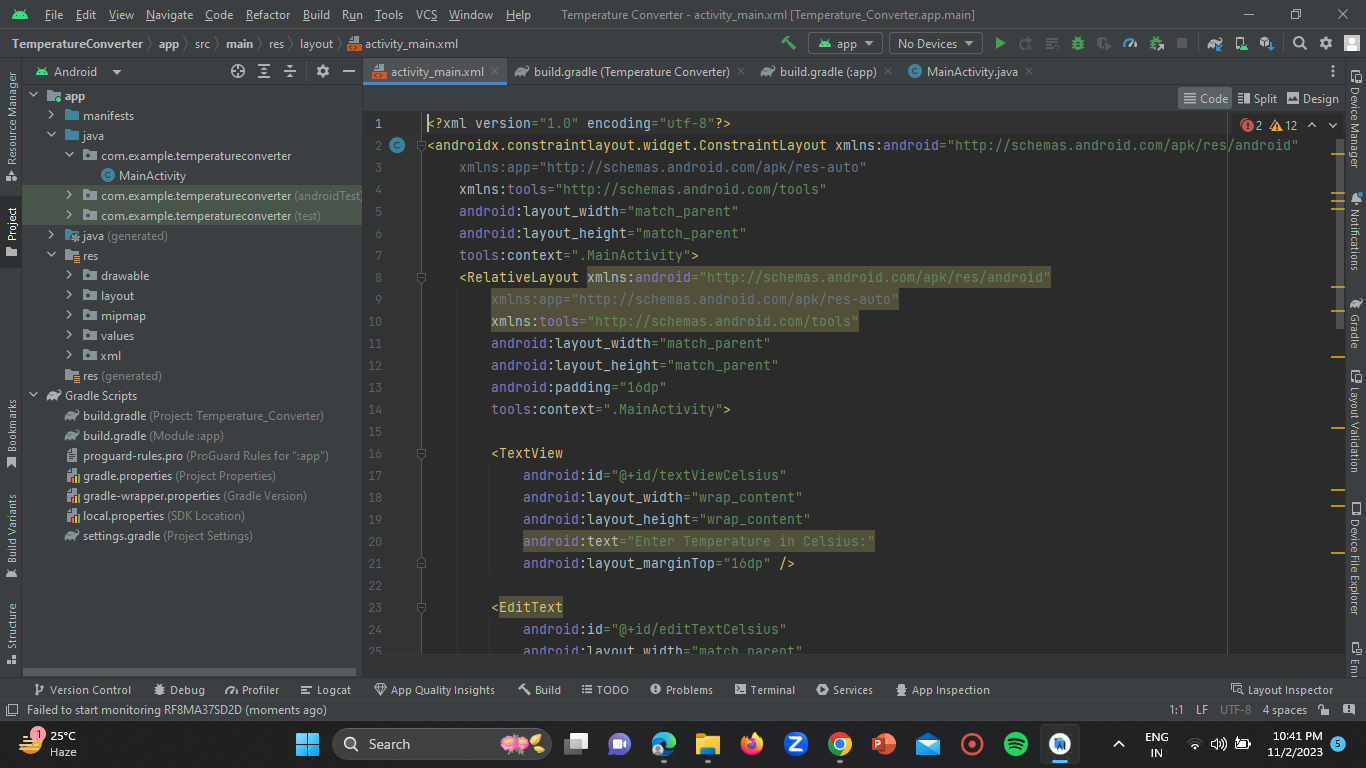 File Edit View Navigate Code Refactor Build Run Tools VCS Window Help Temperature Converter - activity_main.xml [Temperature_Converter.app.main]
TemperatureConverter app src main res layout activity_main.xml app No Devices
Android activity_main.xml build.gradle (Temperature Converter) build.gradle (:app) MainActivity.java
Code Split Design
Resource Manager
Project
Bookmarks
Build Variants
Structure
app
manifests
java
com.example.temperatureconverter
MainActivity
com.example.temperatureconverter (androidTest)
com.example.temperatureconverter (test)
java (generated)
res
drawable
layout
mipmap
values
xml
res (generated)
Gradle Scripts
build.gradle (Project: Temperature_Converter)
build.gradle (Module :app)
proguard-rules.pro (ProGuard Rules for ":app")
gradle.properties (Project Properties)
gradle-wrapper.properties (Gradle Version)
local.properties (SDK Location)
settings.gradle (Project Settings)
2 12
1 <?xml version="1.0" encoding="utf-8"?>
2 <androidx.constraintlayout.widget.ConstraintLayout xmlns:android="http://schemas.android.com/apk/res/android"
3 xmlns:app="http://schemas.android.com/apk/res-auto"
4 xmlns:tools="http://schemas.android.com/tools"
5 android:layout_width="match_parent"
6 android:layout_height="match_parent"
7 tools:context=".MainActivity">
8 <RelativeLayout xmlns:android="http://schemas.android.com/apk/res/android"
9 xmlns:app="http://schemas.android.com/apk/res-auto"
10 xmlns:tools="http://schemas.android.com/tools"
11 android:layout_width="match_parent"
12 android:layout_height="match_parent"
13 android:padding="16dp"
14 tools:context=".MainActivity">
15
16 <TextView
17 android:id="@+id/textViewCelsius"
18 android:layout_width="wrap_content"
19 android:layout_height="wrap_content"
20 android:text="Enter Temperature in Celsius:"
21 android:layout_marginTop="16dp" />
22
23 <EditText
24 android:id="@+id/editTextCelsius"
25 android:layout_width="match_parent"
Device Manager
Notifications
Gradle
Layout Validation
Device File Explorer
Em
Version Control Debug Profiler Logcat App Quality Insights Build TODO Problems Terminal Services App Inspection Layout Inspector
Failed to start monitoring RF8MA37SD2D (moments ago) 1:1 LF UTF-8 4 spaces
1 25°C
Haze
Search
ENG
IN
10:41 PM
11/2/2023
5